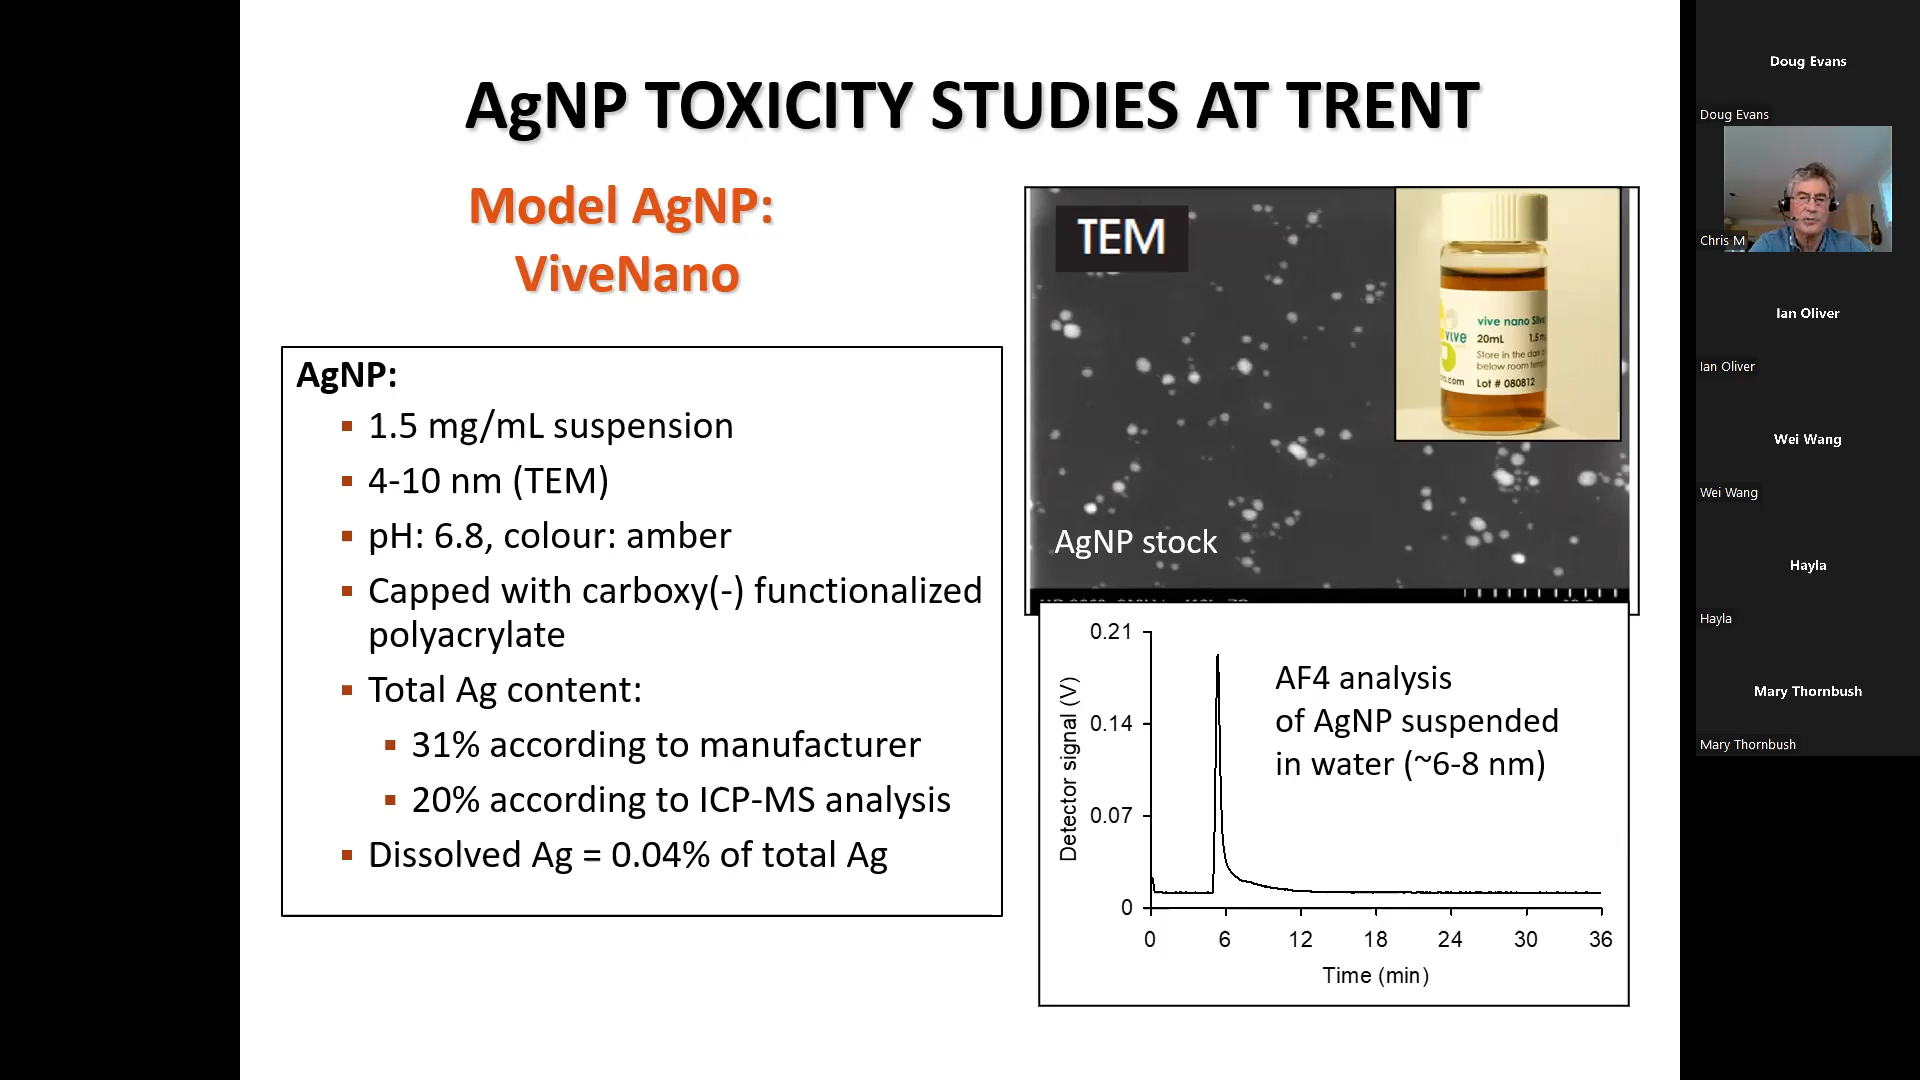 AgNP TOXICITY STUDIES AT TRENT
Model AgNP:
ViveNano
AgNP:
▪ 1.5 mg/mL suspension
▪ 4-10 nm (TEM)
▪ pH: 6.8, colour: amber
▪ Capped with carboxy(-) functionalized
polyacrylate
▪ Total Ag content:
▪ 31% according to manufacturer
▪ 20% according to ICP-MS analysis
▪ Dissolved Ag = 0.04% of total Ag
TEM
vive nano
vive
20mL 1.5
Store in the dark
below room
Lot # 080812
AgNP stock
0.21
0.14
0.07
0
Detector signal (V)
AF4 analysis
of AgNP suspended
in water (~6-8 nm)
0 6 12 18 24 30 36
Time (min)
Doug Evans
Doug Evans
Chris M
Ian Oliver
Ian Oliver
Wei Wang
Wei Wang
Hayla
Hayla
Mary Thornbush
Mary Thornbush